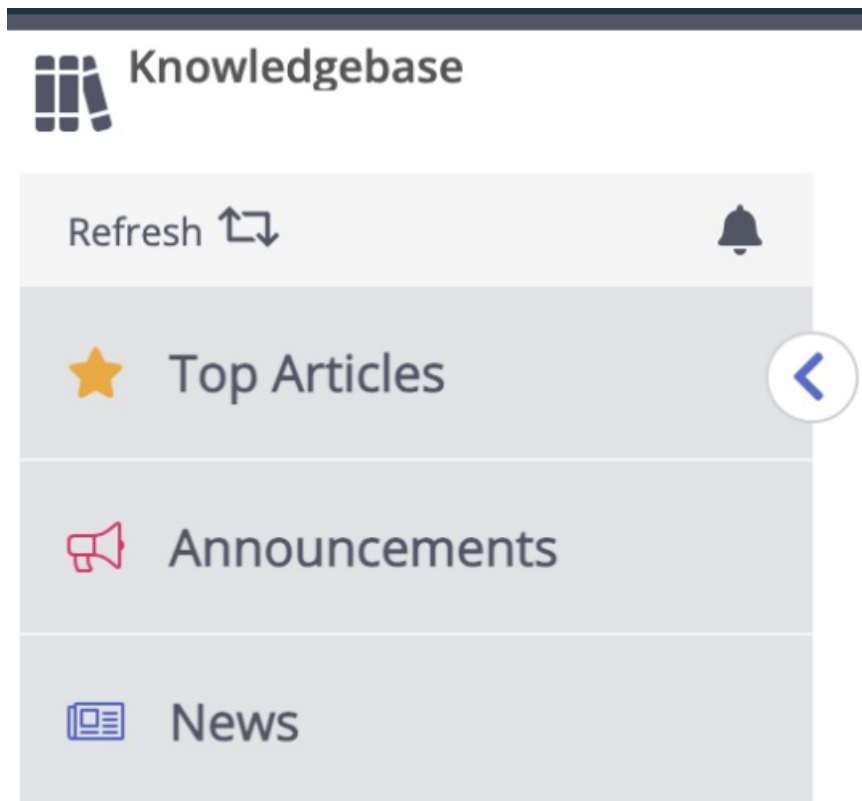 Knowledgebase
Refresh
Top Articles
Announcements
News